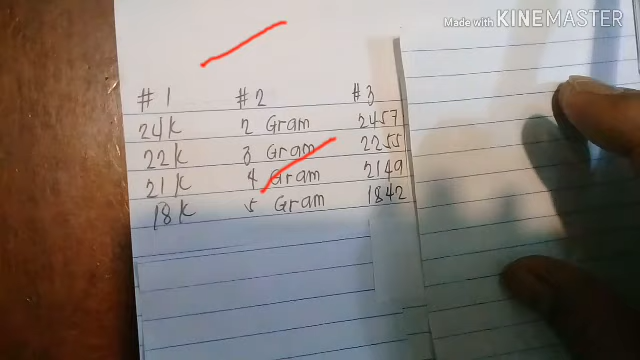 Made with KINEMASTER
#1 #2 #3
24k 2 Gram 2457
22k 3 Gram 2255
21k 4 Gram 2149
18k 5 Gram 1842